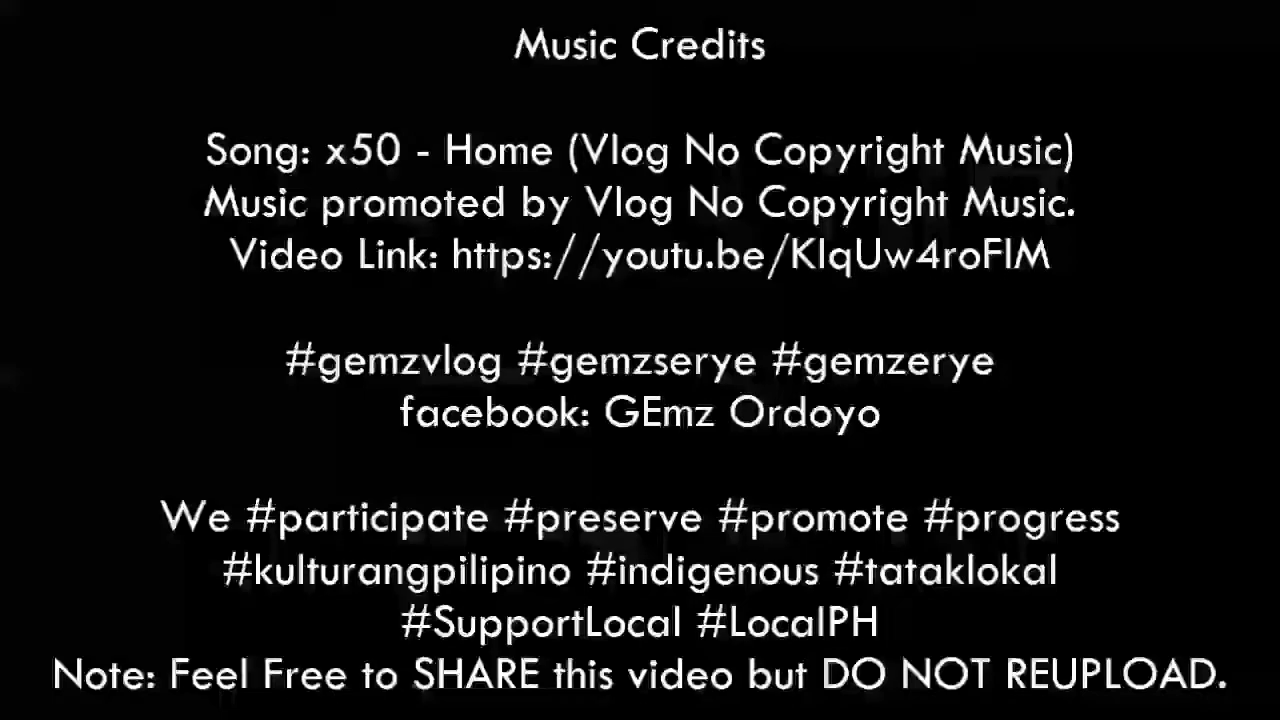 Music Credits
Song: x50 - Home (Vlog No Copyright Music)
Music promoted by Vlog No Copyright Music.
Video Link: https://youtu.be/KIqUw4roFIM
#gemzvlog #gemzserye #gemzerye
facebook: GEmz Ordoyo
We #participate #preserve #promote #progress
#kulturangpilipino #indigenous #tataklokal
#SupportLocal #LocalPH
Note: Feel Free to SHARE this video but DO NOT REUPLOAD.